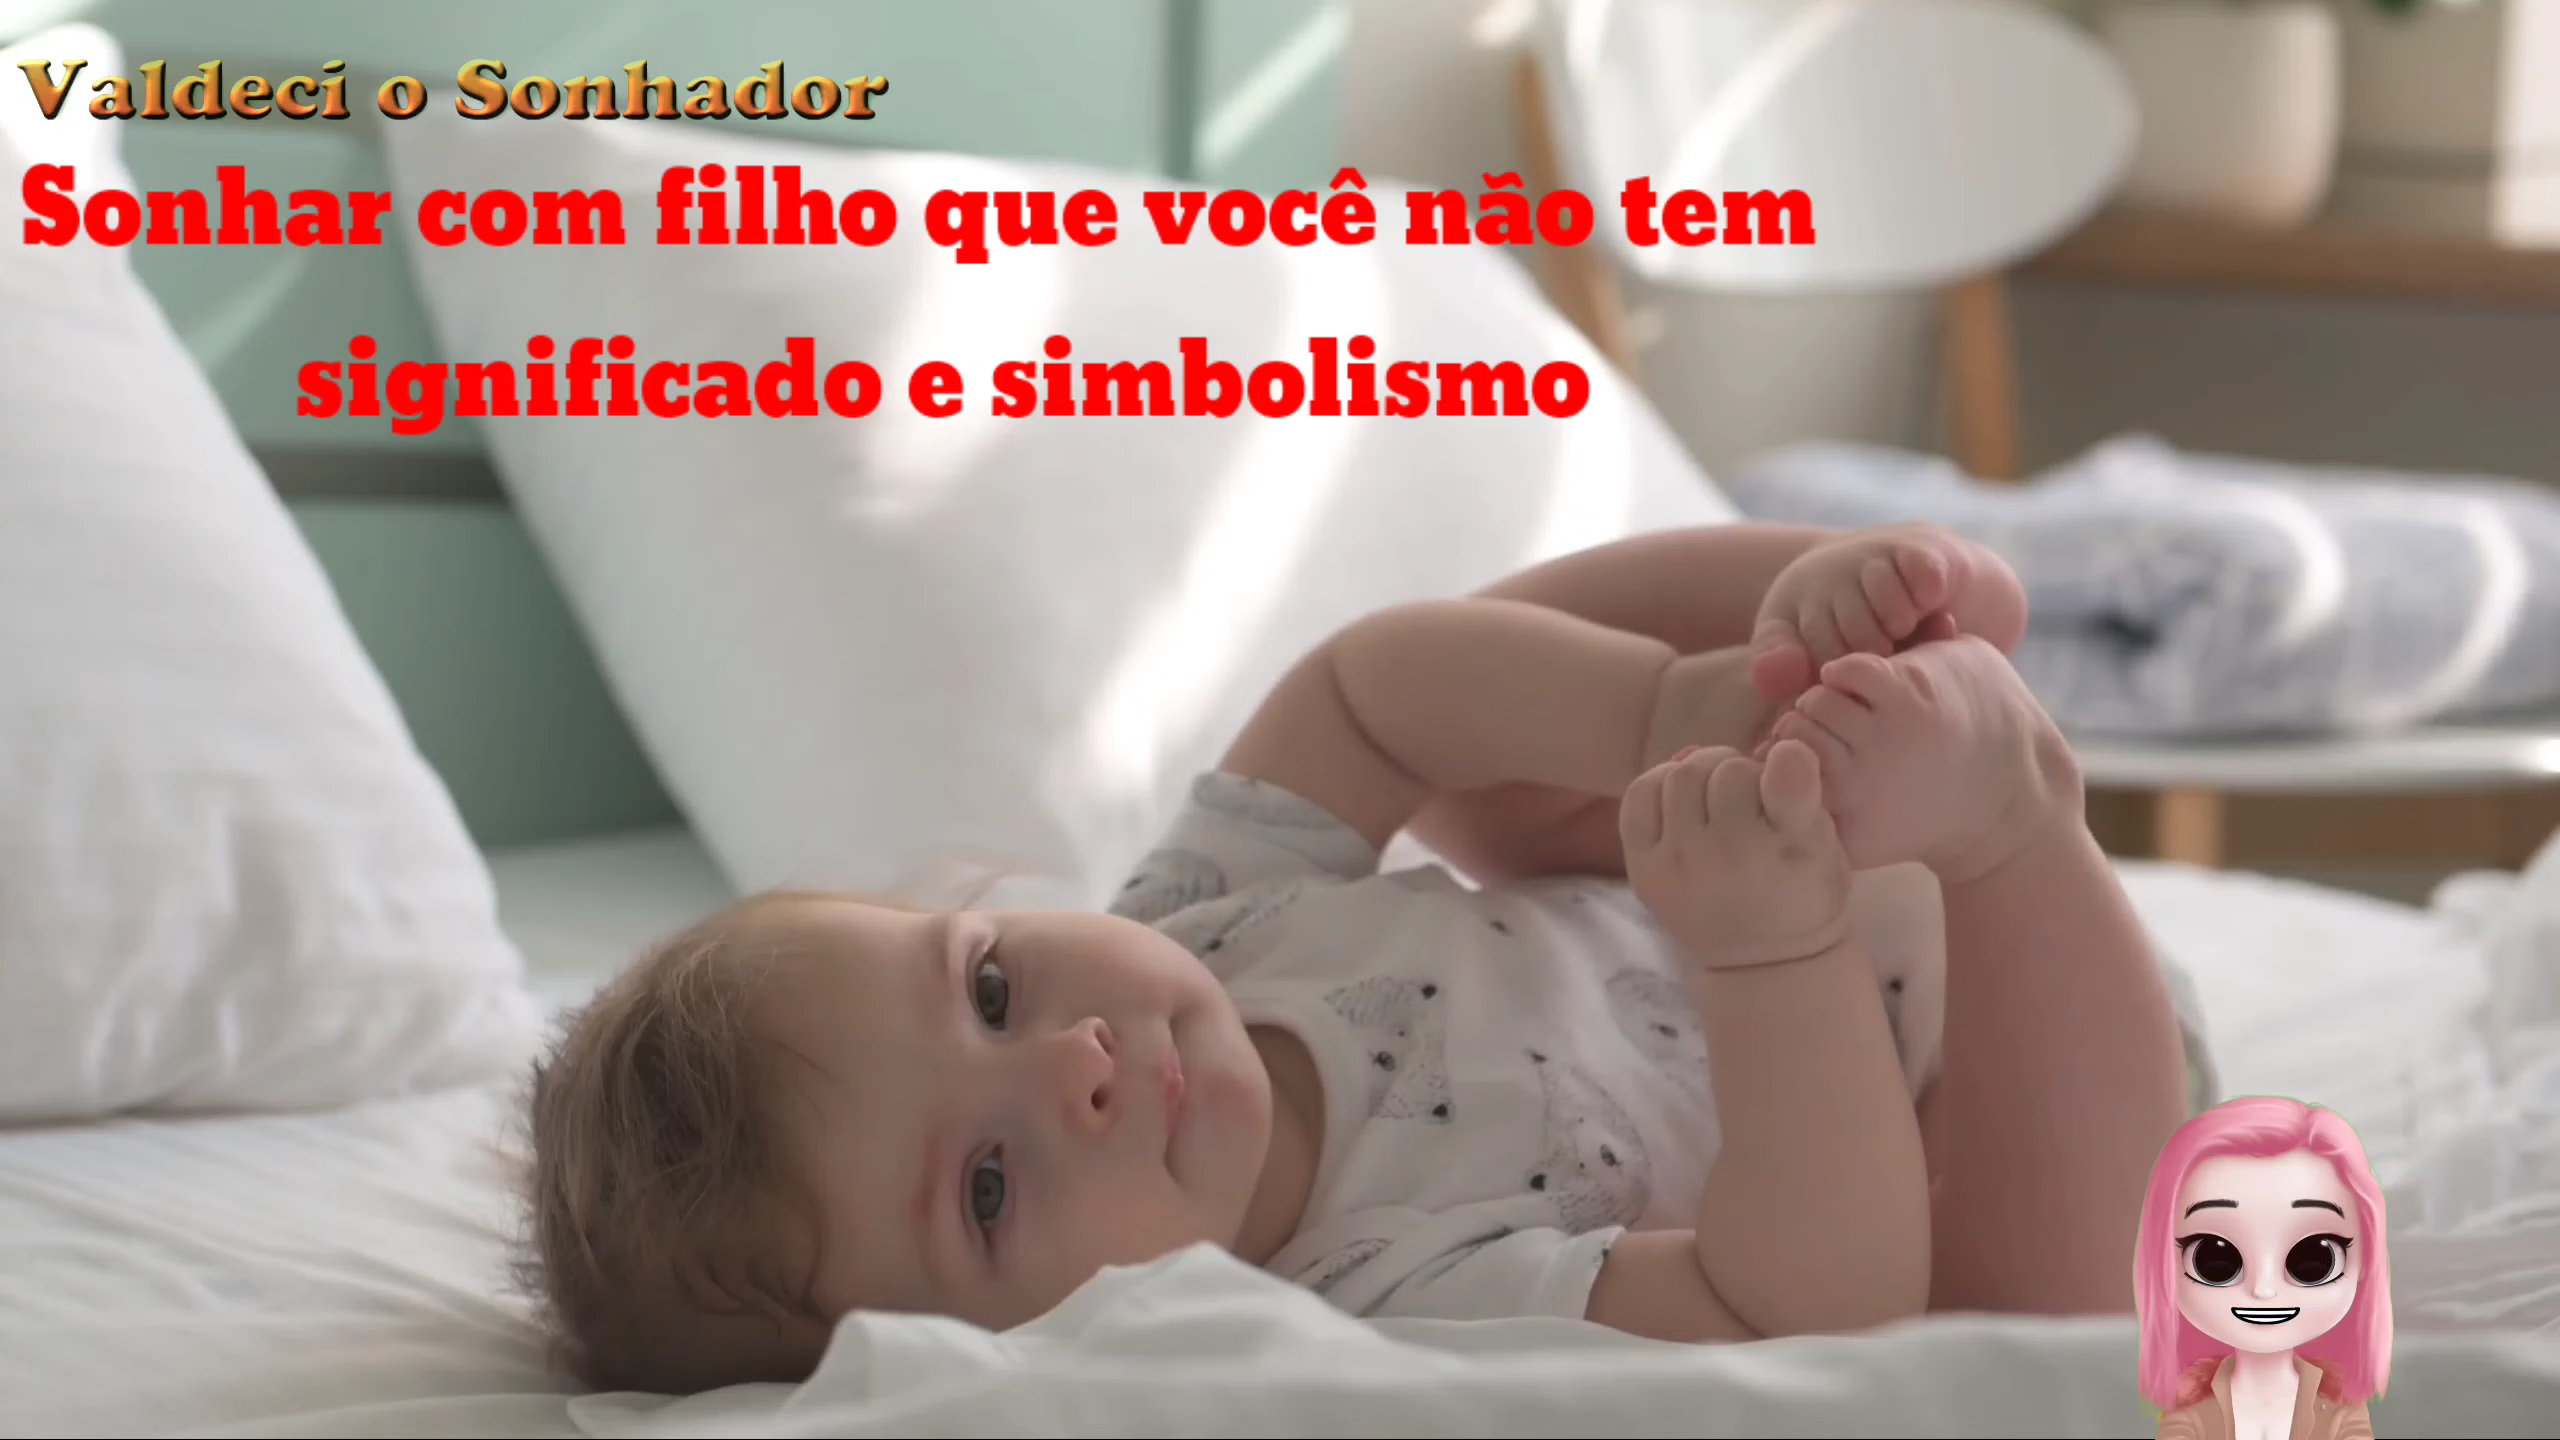 Valdeci o Sonhador
Sonhar com filho que você não tem
significado e simbolismo